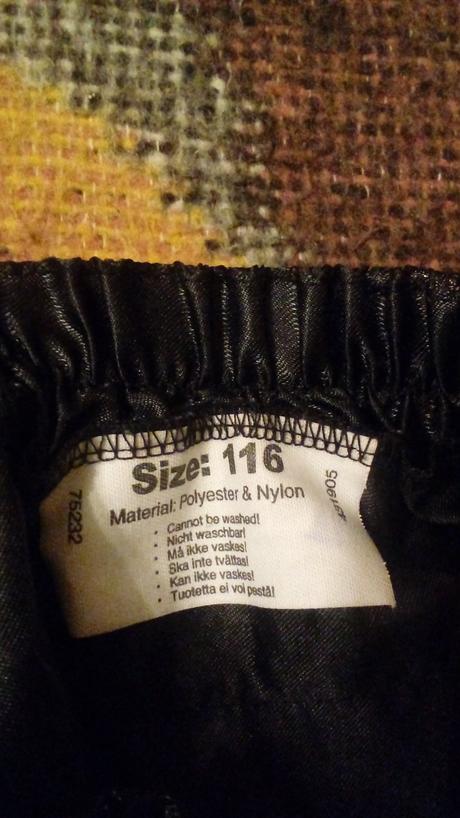 Size: 116
Material: Polyester & Nylon
· Cannot be washed!
· Nicht waschbar!
· Må ikke vaskes!
· Ska inte tvättas!
· Kan ikke vaskes!
· Tuotetta ei voi pestä!
75232